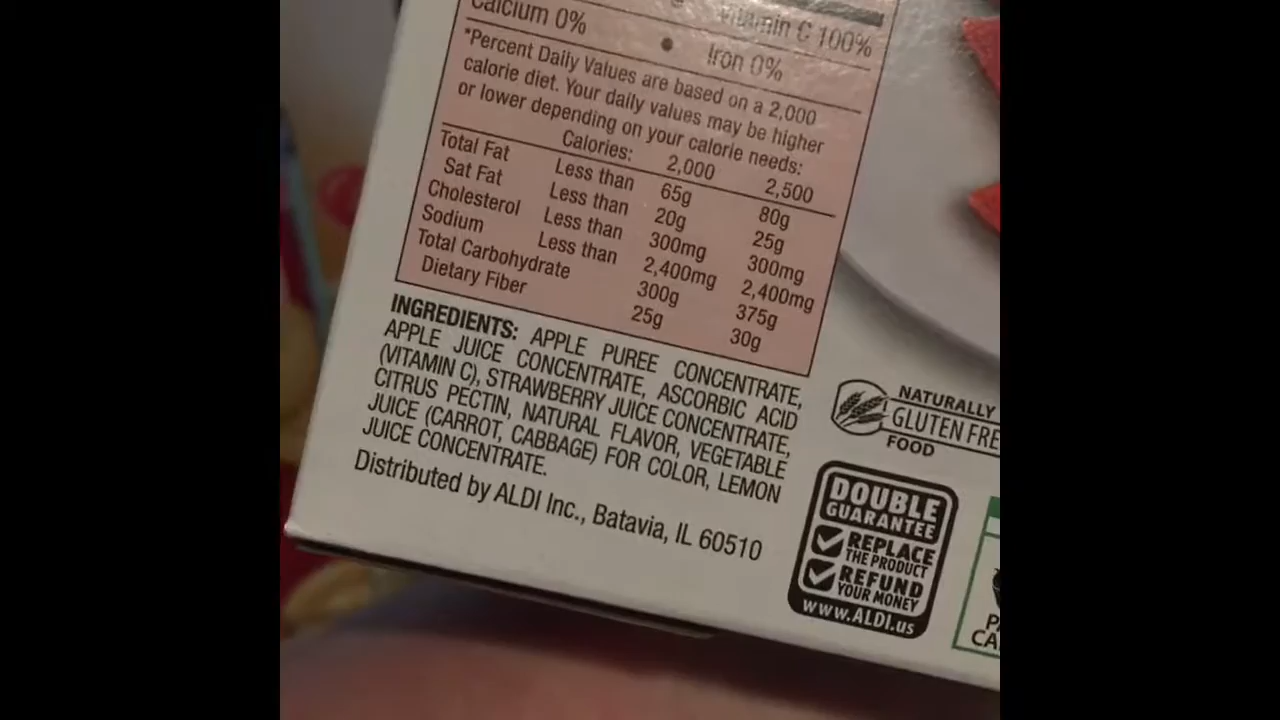 Calcium 0% • Iron 0%
Vitamin C 100%
*Percent Daily Values are based on a 2,000
calorie diet. Your daily values may be higher
or lower depending on your calorie needs:
Calories: 2,000 2,500
Total Fat Less than 65g 80g
Sat Fat Less than 20g 25g
Cholesterol Less than 300mg 300mg
Sodium Less than 2,400mg 2,400mg
Total Carbohydrate 300g 375g
Dietary Fiber 25g 30g
INGREDIENTS: APPLE PUREE CONCENTRATE,
APPLE JUICE CONCENTRATE, ASCORBIC ACID
(VITAMIN C), STRAWBERRY JUICE CONCENTRATE,
CITRUS PECTIN, NATURAL FLAVOR, VEGETABLE
JUICE (CARROT, CABBAGE) FOR COLOR, LEMON
JUICE CONCENTRATE.
Distributed by ALDI Inc., Batavia, IL 60510
NATURALLY
GLUTEN FRE
FOOD
DOUBLE
GUARANTEE
REPLACE
THE PRODUCT
REFUND
YOUR MONEY
www.ALDI.us
CA